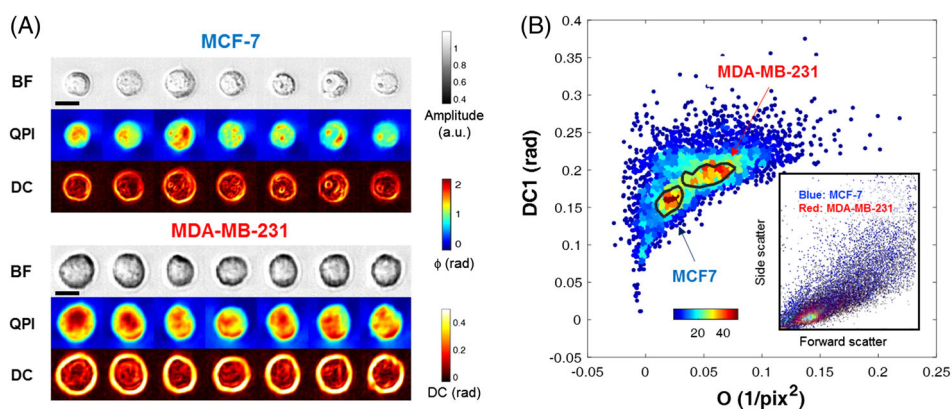 (A)
MCF-7
BF
QPI
DC
1
0.8
0.6
0.4
Amplitude
(a.u.)
2
1
0
ϕ (rad)
MDA-MB-231
BF
QPI
DC
0.4
0.2
0
DC (rad)
(B)
0.4
0.35
0.3
0.25
0.2
0.15
0.1
0.05
0
-0.05
DC1 (rad)
MDA-MB-231
MCF7
20 40
Blue: MCF-7
Red: MDA-MB-231
Side scatter
Forward scatter
-0.05 0 0.05 0.1 0.15 0.2 0.25
O (1/pix²)